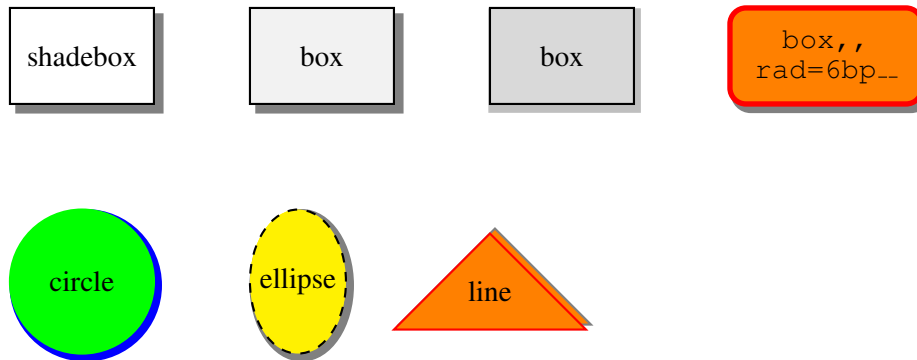 shadebox
box
box
box,,
rad=6bp__
circle
ellipse
line